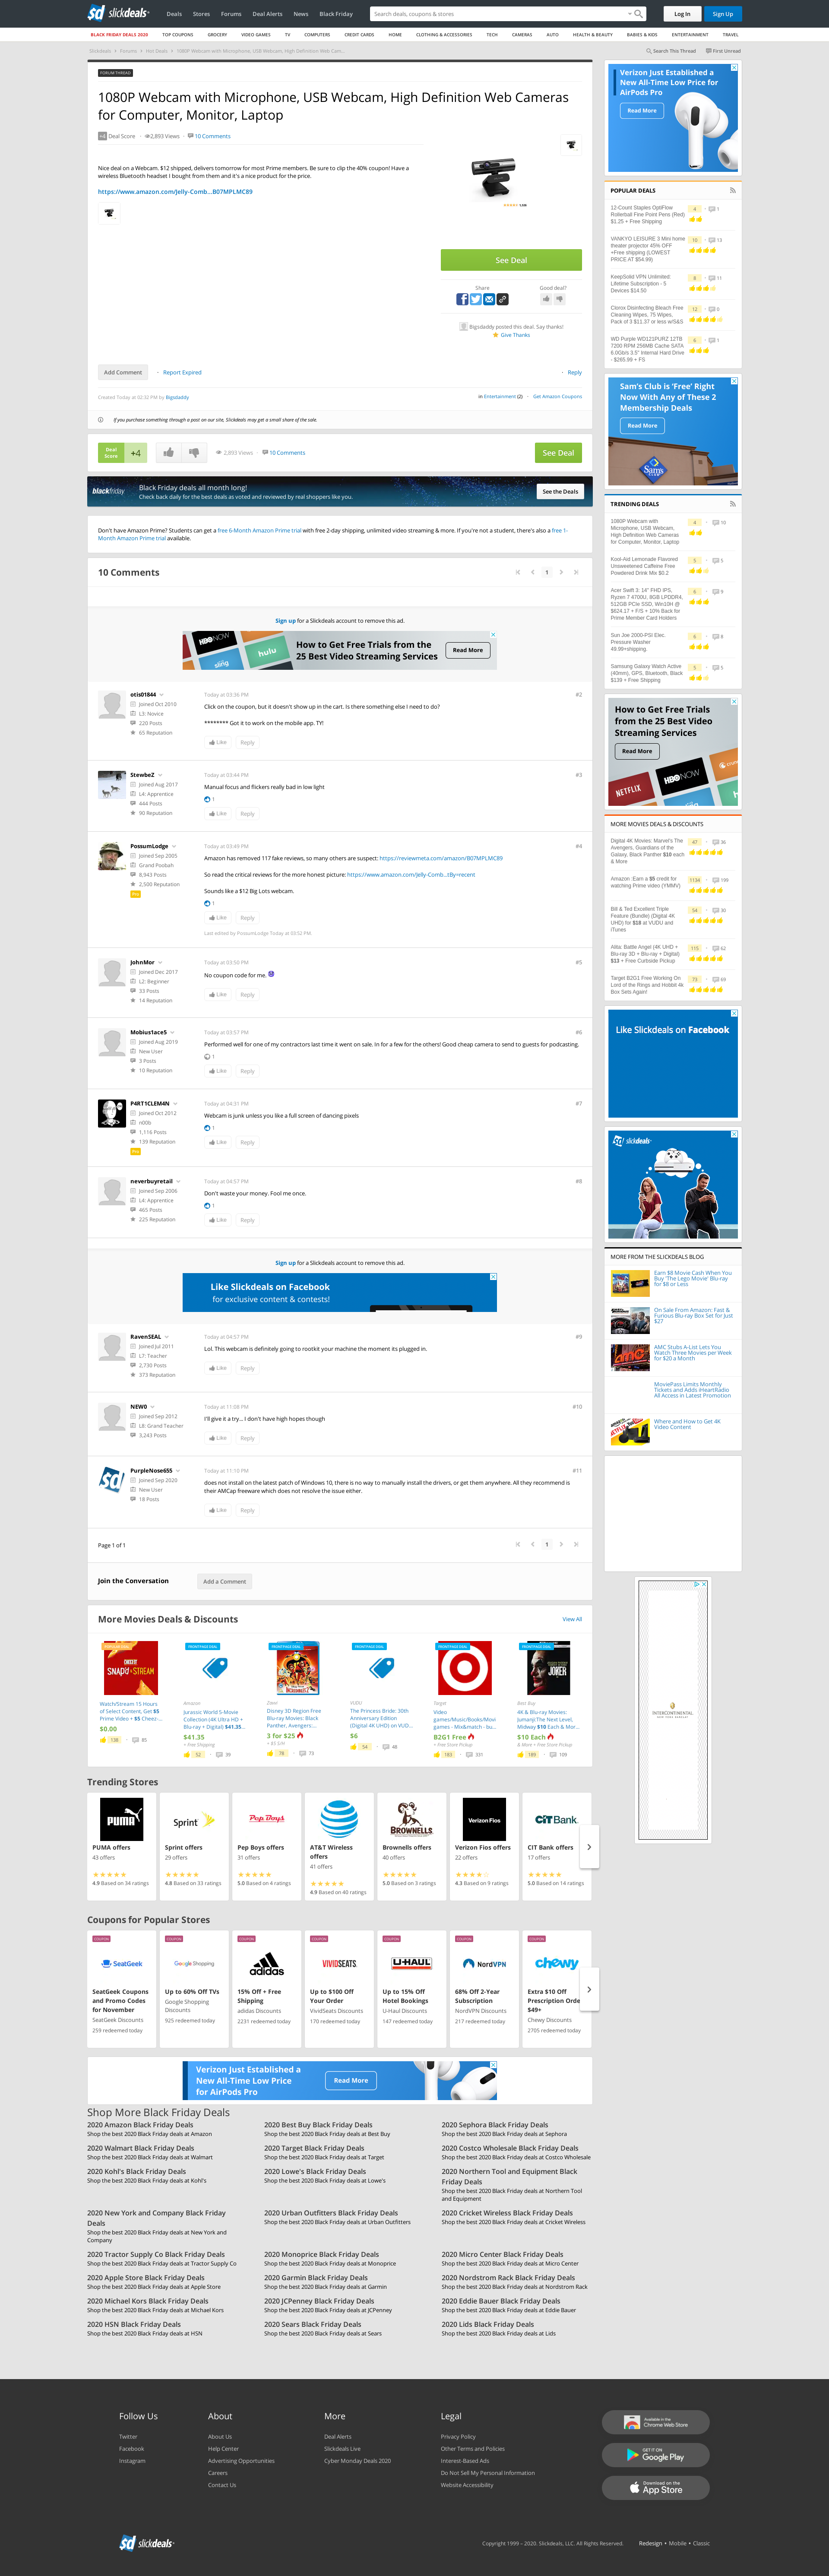 slickdeals
Deals Stores Forums Deal Alerts News Black Friday
Search deals, coupons & stores
Log In Sign Up
BLACK FRIDAY DEALS 2020 TOP COUPONS GROCERY VIDEO GAMES TV COMPUTERS CREDIT CARDS HOME CLOTHING & ACCESSORIES TECH CAMERAS AUTO HEALTH & BEAUTY BABIES & KIDS ENTERTAINMENT TRAVEL
Slickdeals Forums Hot Deals 1080P Webcam with Microphone, USB Webcam, High Definition Web Cam...
Search This Thread First Unread
FORUM THREAD
1080P Webcam with Microphone, USB Webcam, High Definition Web Cameras
for Computer, Monitor, Laptop
+4 Deal Score 2,893 Views 10 Comments
Nice deal on a Webcam. $12 shipped, delivers tomorrow for most Prime members. Be sure to clip the 40% coupon! Have a
wireless Bluetooth headset I bought from them and it's a nice product for the price.
https://www.amazon.com/Jelly-Comb...B07MPLMC89
See Deal
Share Good deal?
Bigsdaddy posted this deal. Say thanks!
Give Thanks
Add Comment Report Expired Reply
Created Today at 02:32 PM by Bigsdaddy
in Entertainment (2) Get Amazon Coupons
If you purchase something through a post on our site, Slickdeals may get a small share of the sale.
Deal
Score
+4 2,893 Views 10 Comments See Deal
blackfriday
Black Friday deals all month long!
Check back daily for the best deals as voted and reviewed by real shoppers like you.
See the Deals
Don't have Amazon Prime? Students can get a free 6-Month Amazon Prime trial with free 2-day shipping, unlimited video streaming & more. If you're not a student, there's also a free 1-
Month Amazon Prime trial available.
10 Comments
1
Sign up for a Slickdeals account to remove this ad.
HBO NOW
hulu
sling
How to Get Free Trials from the
25 Best Video Streaming Services
Read More
otis01844
Joined Oct 2010
L3: Novice
220 Posts
65 Reputation
Today at 03:36 PM #2
Click on the coupon, but it doesn't show up in the cart. Is there something else I need to do?
******** Got it to work on the mobile app. TY!
Like Reply
StewbeZ
Joined Aug 2017
L4: Apprentice
444 Posts
90 Reputation
Today at 03:44 PM #3
Manual focus and flickers really bad in low light
1
Like Reply
PossumLodge
Joined Sep 2005
Grand Poobah
8,943 Posts
2,500 Reputation
Pro
Today at 03:49 PM #4
Amazon has removed 117 fake reviews, so many others are suspect: https://reviewmeta.com/amazon/B07MPLMC89
So read the critical reviews for the more honest picture: https://www.amazon.com/Jelly-Comb...tBy=recent
Sounds like a $12 Big Lots webcam.
1
Like Reply
Last edited by PossumLodge Today at 03:52 PM.
JohnMor
Joined Dec 2017
L2: Beginner
33 Posts
14 Reputation
Today at 03:50 PM #5
No coupon code for me.
Like Reply
Mobius1ace5
Joined Aug 2019
New User
3 Posts
10 Reputation
Today at 03:57 PM #6
Performed well for one of my contractors last time it went on sale. In for a few for the others! Good cheap camera to send to guests for podcasting.
1
Like Reply
P4RT1CLEM4N
Joined Oct 2012
n00b
1,116 Posts
139 Reputation
Pro
Today at 04:31 PM #7
Webcam is junk unless you like a full screen of dancing pixels
1
Like Reply
neverbuyretail
Joined Sep 2006
L4: Apprentice
465 Posts
225 Reputation
Today at 04:57 PM #8
Don't waste your money. Fool me once.
1
Like Reply
Sign up for a Slickdeals account to remove this ad.
Like Slickdeals on Facebook
for exclusive content & contests!
RavenSEAL
Joined Jul 2011
L7: Teacher
2,730 Posts
373 Reputation
Today at 04:57 PM #9
Lol. This webcam is definitely going to rootkit your machine the moment its plugged in.
Like Reply
NEW0
Joined Sep 2012
L8: Grand Teacher
3,243 Posts
Today at 11:08 PM #10
I'll give it a try... I don't have high hopes though
Like Reply
PurpleNose655
Joined Sep 2020
New User
18 Posts
Today at 11:10 PM #11
does not install on the latest patch of Windows 10, there is no way to manually install the drivers, or get them anywhere. All they recommend is
their AMCap freeware which does not resolve the issue either.
Like Reply
Page 1 of 1
1
Join the Conversation Add a Comment
More Movies Deals & Discounts View All
Watch/Stream 15 Hours
of Select Content, Get $5
Prime Video + $5 Cheez-...
$0.00
138 85
FRONTPAGE DEAL
Amazon
Jurassic World 5-Movie
Collection (4K Ultra HD +
Blu-ray + Digital) $41.35...
$41.35
+ Free Shipping
52 39
FRONTPAGE DEAL
Zavvi
Disney 3D Region Free
Blu-ray Movies: Black
Panther, Avengers:...
3 for $25
+ $5 S/H
78 73
FRONTPAGE DEAL
VUDU
The Princess Bride: 30th
Anniversary Edition
(Digital 4K UHD) on VUD...
$6
54 48
FRONTPAGE DEAL
Target
Video
games/Music/Books/Movi
games - Mix&match - bu...
B2G1 Free
+ Free Store Pickup
183 331
FRONTPAGE DEAL
JOKER
Best Buy
4K & Blu-ray Movies:
Jumanji:The Next Level,
Midway $10 Each & Mor...
$10 Each
& More + Free Store Pickup
189 109
Trending Stores
PUMA
PUMA offers
43 offers
4.9 Based on 34 ratings
Sprint
Sprint offers
29 offers
4.8 Based on 33 ratings
Pep Boys
Pep Boys offers
31 offers
5.0 Based on 4 ratings
AT&T
AT&T Wireless
offers
41 offers
4.9 Based on 40 ratings
BROWNELLS
Brownells offers
40 offers
5.0 Based on 3 ratings
Verizon Fios
Verizon Fios offers
22 offers
4.3 Based on 9 ratings
CIT Bank
CIT Bank offers
17 offers
5.0 Based on 14 ratings
Coupons for Popular Stores
COUPON
SeatGeek
SeatGeek Coupons
and Promo Codes
for November
SeatGeek Discounts
259 redeemed today
COUPON
Google Shopping
Up to 60% Off TVs
Google Shopping
Discounts
925 redeemed today
COUPON
adidas
15% Off + Free
Shipping
adidas Discounts
2231 redeemed today
COUPON
VIVIDSEATS
Up to $100 Off
Your Order
VividSeats Discounts
170 redeemed today
COUPON
U-HAUL
Up to 15% Off
Hotel Bookings
U-Haul Discounts
147 redeemed today
COUPON
NordVPN
68% Off 2-Year
Subscription
NordVPN Discounts
217 redeemed today
COUPON
chewy
Extra $10 Off
Prescription Orde
$49+
Chewy Discounts
2705 redeemed today
Verizon Just Established a
New All-Time Low Price
for AirPods Pro
Read More
Shop More Black Friday Deals
2020 Amazon Black Friday Deals
Shop the best 2020 Black Friday deals at Amazon
2020 Best Buy Black Friday Deals
Shop the best 2020 Black Friday deals at Best Buy
2020 Sephora Black Friday Deals
Shop the best 2020 Black Friday deals at Sephora
2020 Walmart Black Friday Deals
Shop the best 2020 Black Friday deals at Walmart
2020 Target Black Friday Deals
Shop the best 2020 Black Friday deals at Target
2020 Costco Wholesale Black Friday Deals
Shop the best 2020 Black Friday deals at Costco Wholesale
2020 Kohl's Black Friday Deals
Shop the best 2020 Black Friday deals at Kohl's
2020 Lowe's Black Friday Deals
Shop the best 2020 Black Friday deals at Lowe's
2020 Northern Tool and Equipment Black
Friday Deals
Shop the best 2020 Black Friday deals at Northern Tool
and Equipment
2020 New York and Company Black Friday
Deals
Shop the best 2020 Black Friday deals at New York and
Company
2020 Urban Outfitters Black Friday Deals
Shop the best 2020 Black Friday deals at Urban Outfitters
2020 Cricket Wireless Black Friday Deals
Shop the best 2020 Black Friday deals at Cricket Wireless
2020 Tractor Supply Co Black Friday Deals
Shop the best 2020 Black Friday deals at Tractor Supply Co
2020 Monoprice Black Friday Deals
Shop the best 2020 Black Friday deals at Monoprice
2020 Micro Center Black Friday Deals
Shop the best 2020 Black Friday deals at Micro Center
2020 Apple Store Black Friday Deals
Shop the best 2020 Black Friday deals at Apple Store
2020 Garmin Black Friday Deals
Shop the best 2020 Black Friday deals at Garmin
2020 Nordstrom Rack Black Friday Deals
Shop the best 2020 Black Friday deals at Nordstrom Rack
2020 Michael Kors Black Friday Deals
Shop the best 2020 Black Friday deals at Michael Kors
2020 JCPenney Black Friday Deals
Shop the best 2020 Black Friday deals at JCPenney
2020 Eddie Bauer Black Friday Deals
Shop the best 2020 Black Friday deals at Eddie Bauer
2020 HSN Black Friday Deals
Shop the best 2020 Black Friday deals at HSN
2020 Sears Black Friday Deals
Shop the best 2020 Black Friday deals at Sears
2020 Lids Black Friday Deals
Shop the best 2020 Black Friday deals at Lids
Verizon Just Established a
New All-Time Low Price for
AirPods Pro
Read More
POPULAR DEALS
12-Count Staples OptiFlow
Rollerball Fine Point Pens (Red)
$1.25 + Free Shipping
4 1
VANKYO LEISURE 3 Mini home
theater projector 45% OFF
+Free shipping (LOWEST
PRICE AT $54.99)
10 13
KeepSolid VPN Unlimited:
Lifetime Subscription - 5
Devices $14.50
8 11
Clorox Disinfecting Bleach Free
Cleaning Wipes, 75 Wipes,
Pack of 3 $11.37 or less w/S&S
12 0
WD Purple WD121PURZ 12TB
7200 RPM 256MB Cache SATA
6.0Gb/s 3.5" Internal Hard Drive
- $265.99 + FS
6 1
Sam's Club is 'Free' Right
Now With Any of These 2
Membership Deals
Read More
TRENDING DEALS
1080P Webcam with
Microphone, USB Webcam,
High Definition Web Cameras
for Computer, Monitor, Laptop
4 10
Kool-Aid Lemonade Flavored
Unsweetened Caffeine Free
Powdered Drink Mix $0.2
5 5
Acer Swift 3: 14" FHD IPS,
Ryzen 7 4700U, 8GB LPDDR4,
512GB PCIe SSD, Win10H @
$624.17 + F/S + 10% Back for
Prime Member Card Holders
6 9
Sun Joe 2000-PSI Elec.
Pressure Washer
49.99+shipping.
6 8
Samsung Galaxy Watch Active
(40mm), GPS, Bluetooth, Black
$139 + Free Shipping
5 5
How to Get Free Trials
from the 25 Best Video
Streaming Services
Read More
NETFLIX
HBO NOW
hulu
MORE MOVIES DEALS & DISCOUNTS
Digital 4K Movies: Marvel's The
Avengers, Guardians of the
Galaxy, Black Panther $10 each
& More
47 36
Amazon :Earn a $5 credit for
watching Prime video (YMMV)
1134 199
Bill & Ted Excellent Triple
Feature (Bundle) (Digital 4K
UHD) for $18 at VUDU and
iTunes
54 30
Alita: Battle Angel (4K UHD +
Blu-ray 3D + Blu-ray + Digital)
$13 + Free Curbside Pickup
115 62
Target B2G1 Free Working On
Lord of the Rings and Hobbit 4k
Box Sets Again!
73 69
Like Slickdeals on Facebook
slickdeals
MORE FROM THE SLICKDEALS BLOG
Earn $8 Movie Cash When You
Buy 'The Lego Movie' Blu-ray
for $8 or Less
On Sale From Amazon: Fast &
Furious Blu-ray Box Set for Just
$27
AMC Stubs A-List Lets You
Watch Three Movies per Week
for $20 a Month
MoviePass Limits Monthly
Tickets and Adds iHeartRadio
All Access in Latest Promotion
Where and How to Get 4K
Video Content
INTERCONTINENTAL
Follow Us About More Legal
Twitter
Facebook
Instagram
About Us
Help Center
Advertising Opportunities
Careers
Contact Us
Deal Alerts
Slickdeals Live
Cyber Monday Deals 2020
Privacy Policy
Other Terms and Policies
Interest-Based Ads
Do Not Sell My Personal Information
Website Accessibility
Available in the
Chrome Web Store
GET IT ON
Google Play
Download on the
App Store
slickdeals
Copyright 1999 – 2020. Slickdeals, LLC. All Rights Reserved. Redesign • Mobile • Classic